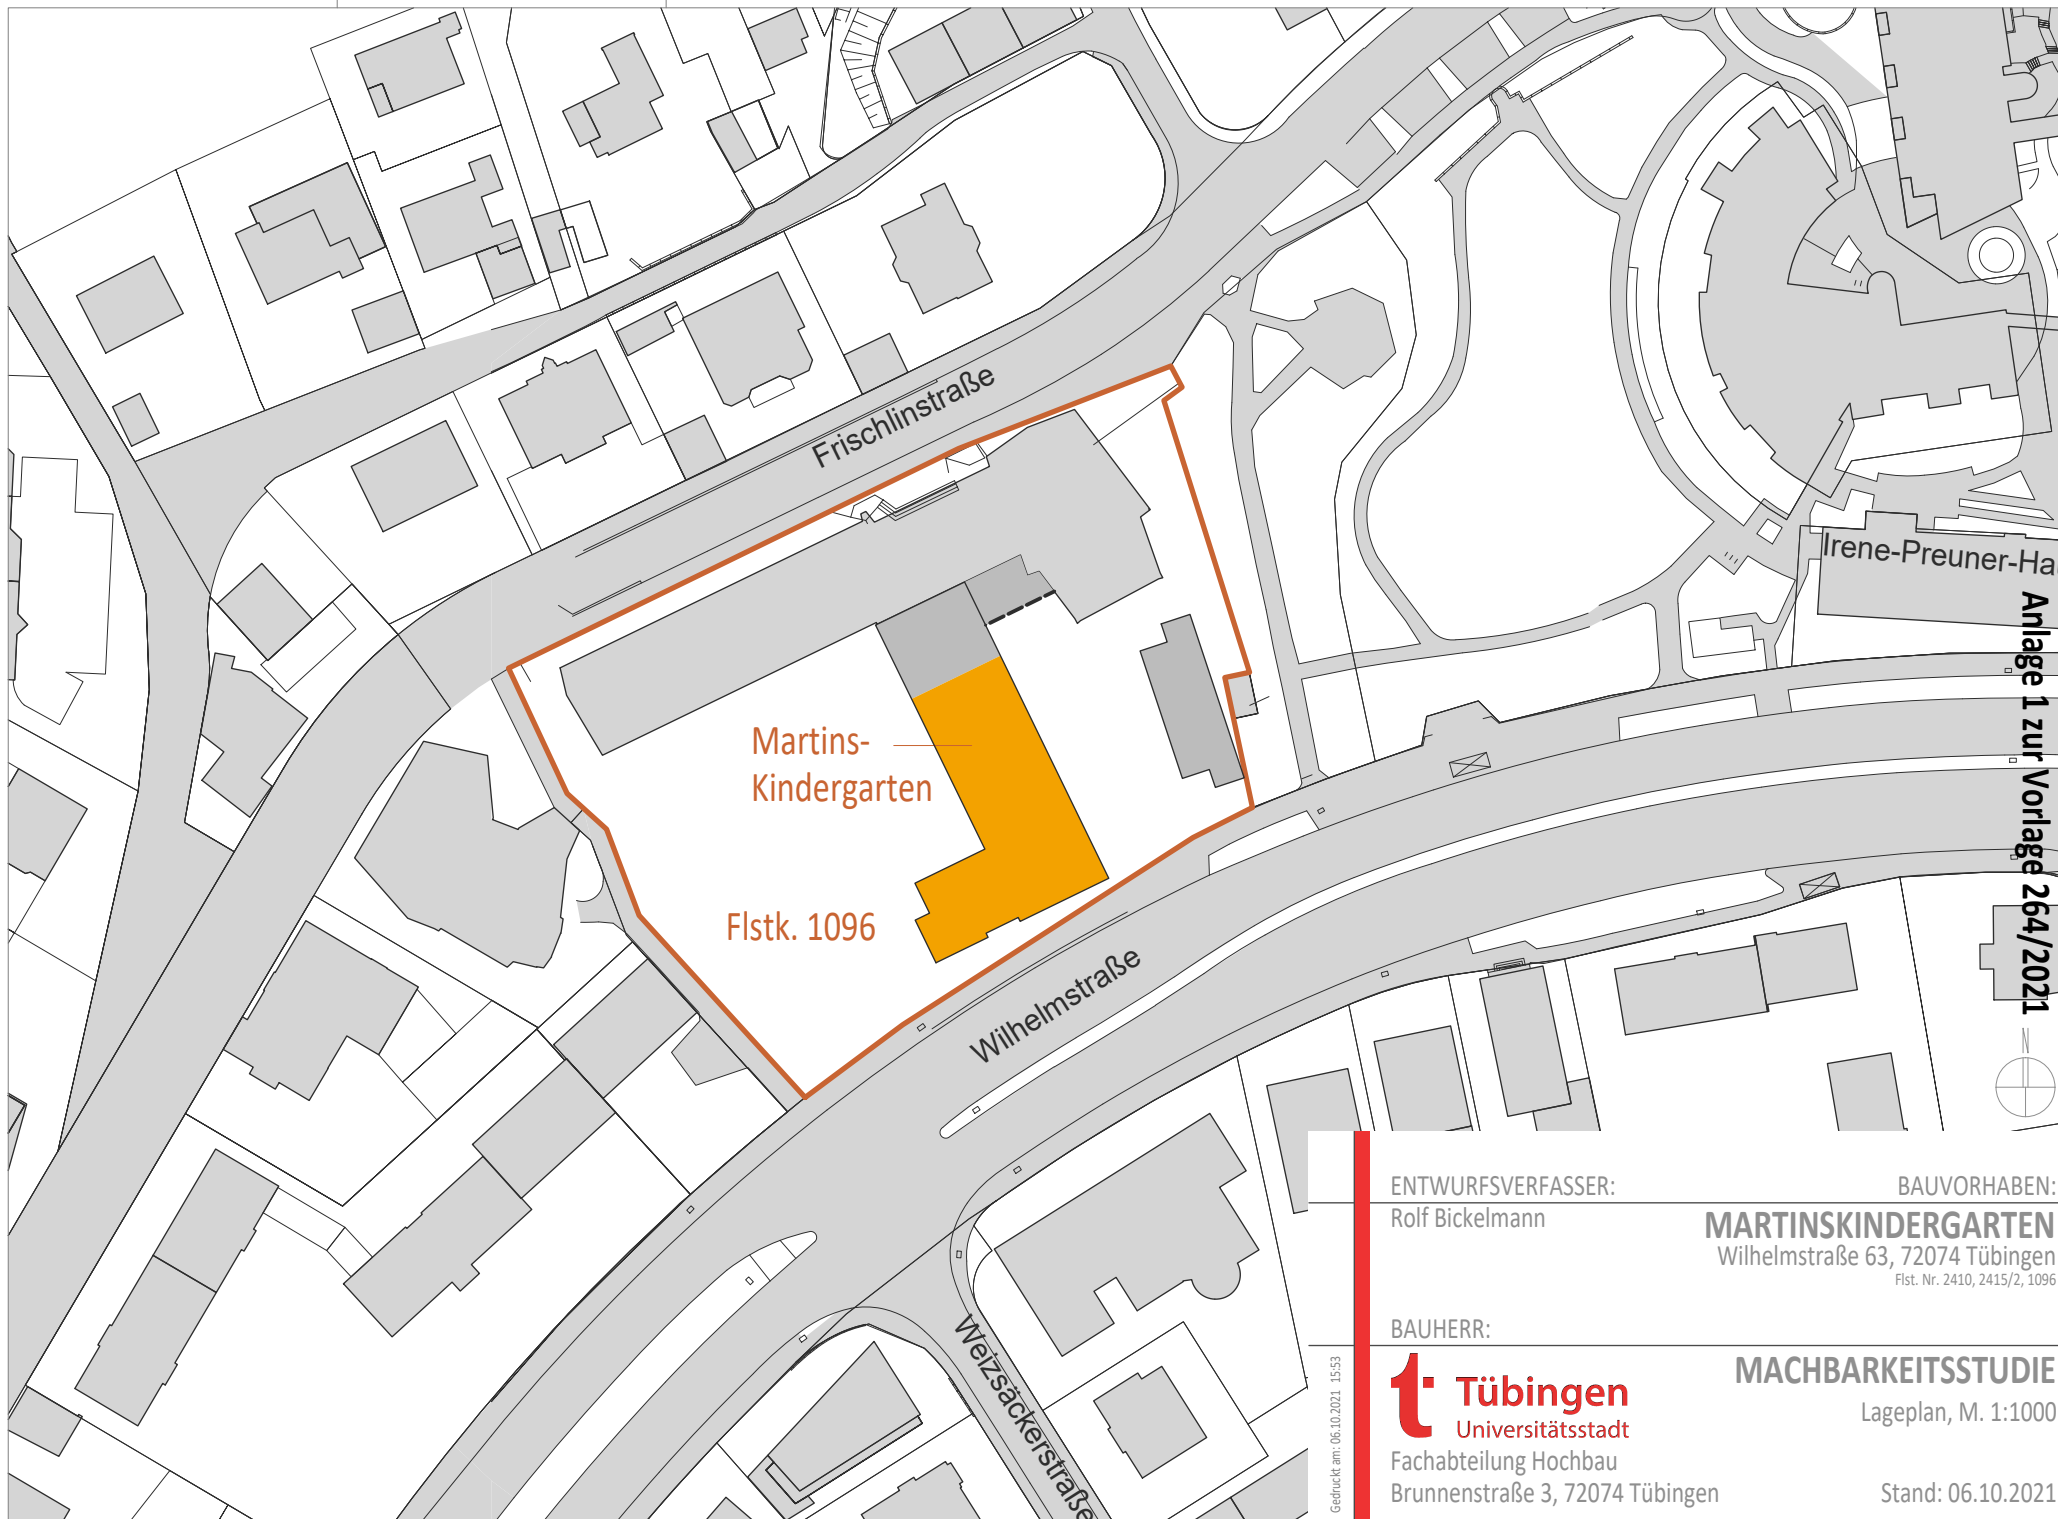 Frischlinstraße
Irene-Preuner-Ha
Anlage 1 zur Vorlage 264/2021
Martins-
Kindergarten
Flstk. 1096
Wilhelmstraße
Weizsäckerstraße
N
ENTWURFSVERFASSER:
BAUVORHABEN:
Rolf Bickelmann
MARTINSKINDERGARTEN
Wilhelmstraße 63, 72074 Tübingen
Flst. Nr. 2410, 2415/2, 1096
BAUHERR:
MACHBARKEITSSTUDIE
Lageplan, M. 1:1000
t Tübingen
Universitätsstadt
Fachabteilung Hochbau
Brunnenstraße 3, 72074 Tübingen
Stand: 06.10.2021
Gedruckt am: 06.10.2021 15:53